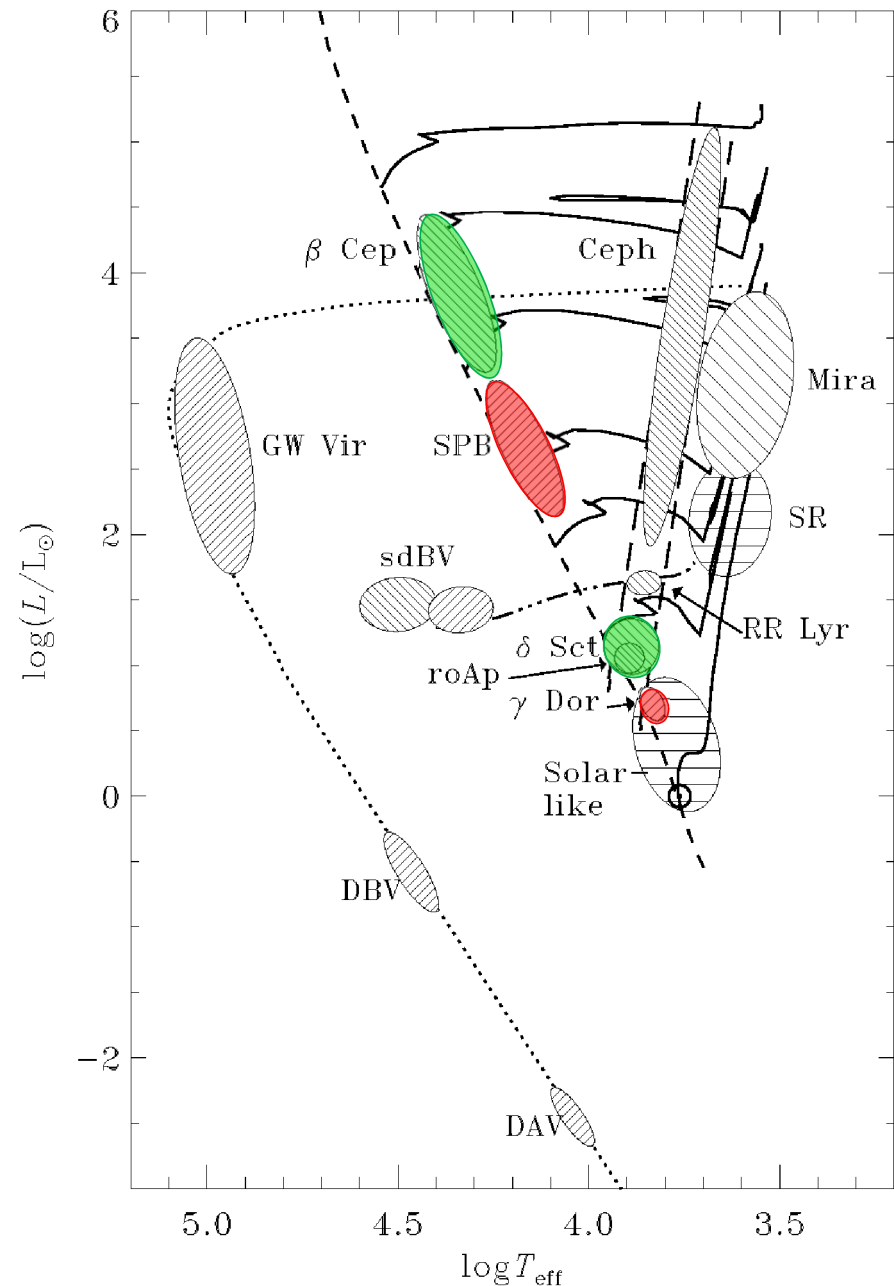 6
β Cep
Ceph
4
Mira
GW Vir
SPB
log(L/L⊙)
2
SR
sdBV
RR Lyr
δ Sct
roAp
γ Dor
Solar
like
0
DBV
−2
DAV
5.0
4.5
4.0
3.5
log T_eff